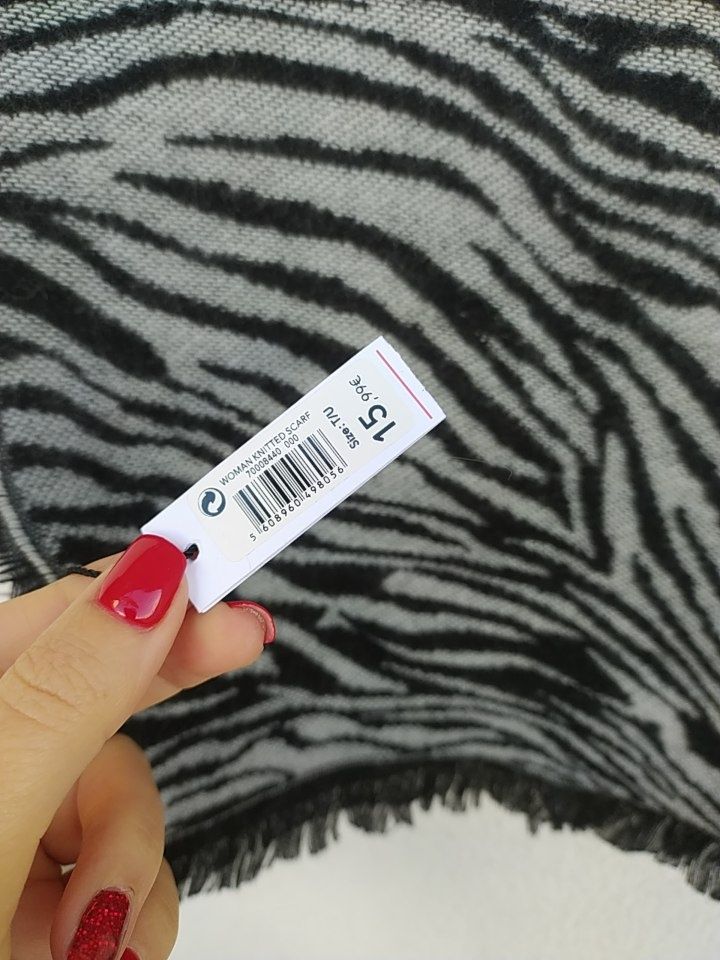 WOMAN KNITTED SCARF
70008440 000
5 608960 498056
Size: T/U
15,99€